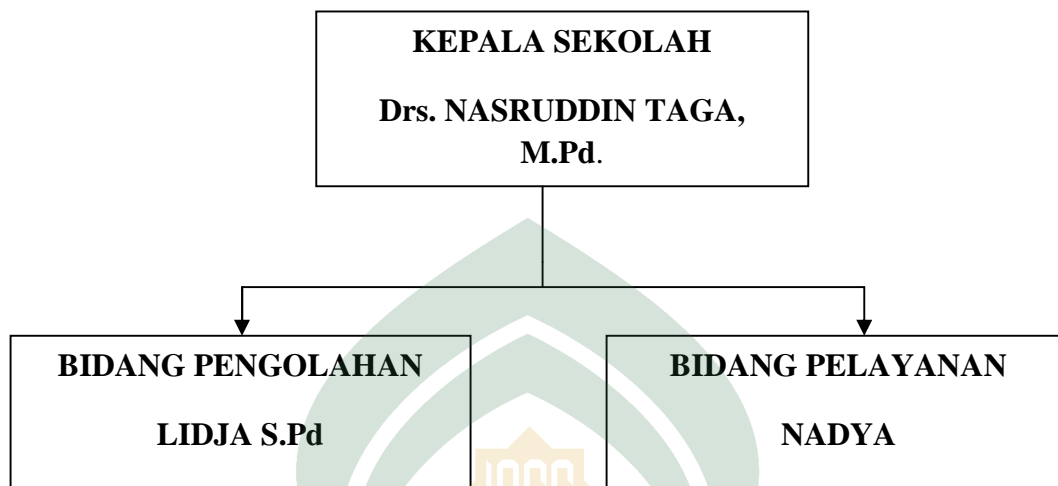 KEPALA SEKOLAH
Drs. NASRUDDIN TAGA,
M.Pd.
BIDANG PENGOLAHAN
LIDJA S.Pd
BIDANG PELAYANAN
NADYA